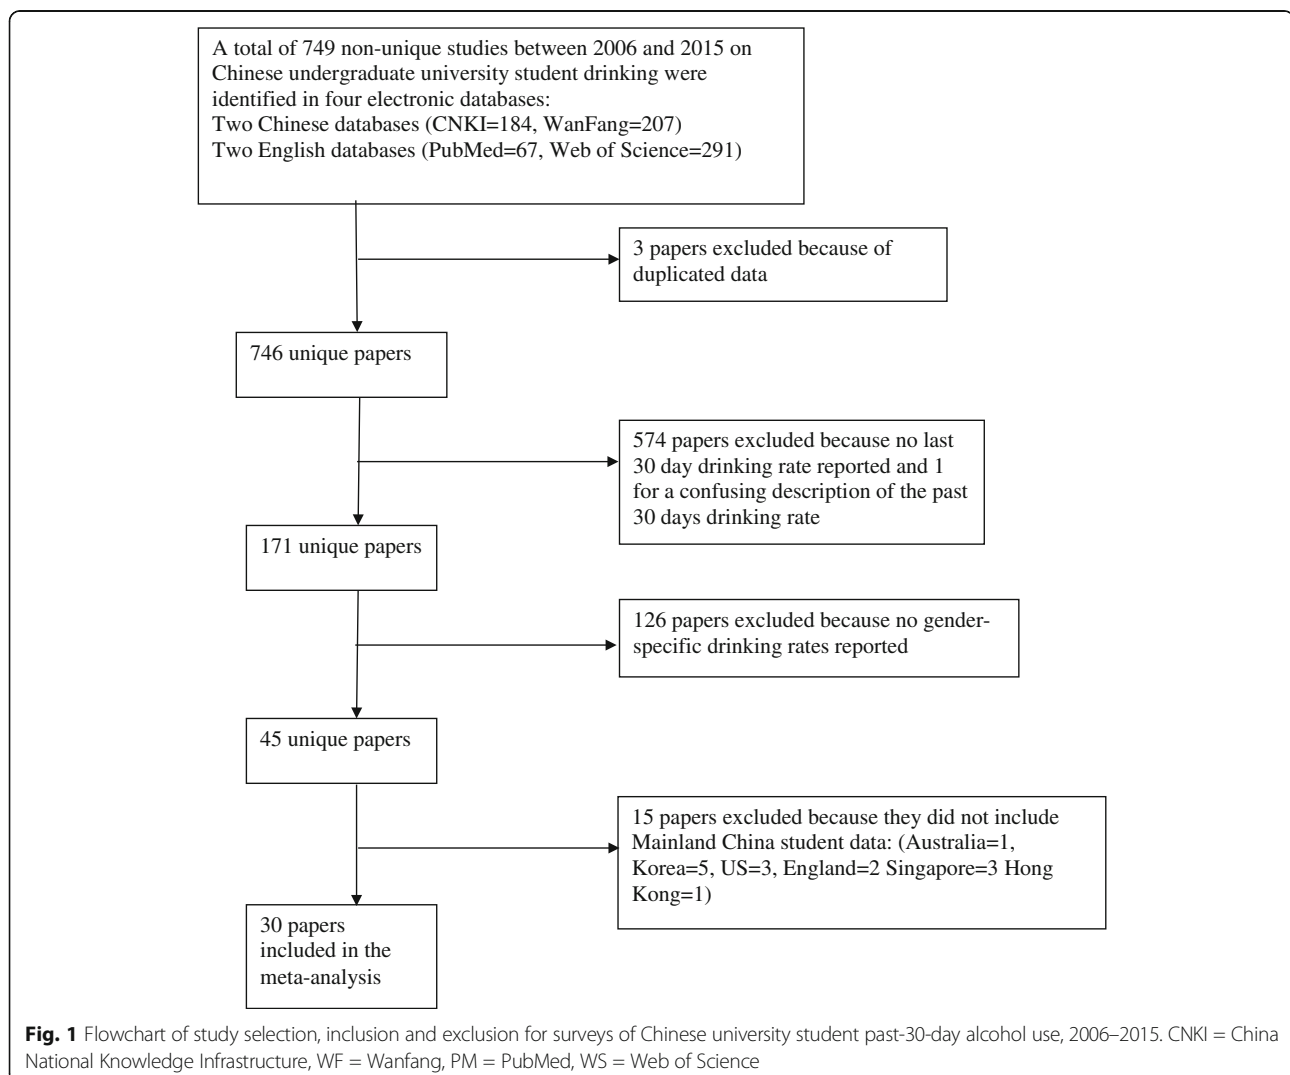 A total of 749 non-unique studies between 2006 and 2015 on
Chinese undergraduate university student drinking were
identified in four electronic databases:
Two Chinese databases (CNKI=184, WanFang=207)
Two English databases (PubMed=67, Web of Science=291)
3 papers excluded because of
duplicated data
746 unique papers
574 papers excluded because no last
30 day drinking rate reported and 1
for a confusing description of the past
30 days drinking rate
171 unique papers
126 papers excluded because no gender-
specific drinking rates reported
45 unique papers
15 papers excluded because they did not include
Mainland China student data: (Australia=1,
Korea=5, US=3, England=2 Singapore=3 Hong
Kong=1)
30 papers
included in the
meta-analysis
Fig. 1 Flowchart of study selection, inclusion and exclusion for surveys of Chinese university student past-30-day alcohol use, 2006–2015. CNKI = China
National Knowledge Infrastructure, WF = Wanfang, PM = PubMed, WS = Web of Science